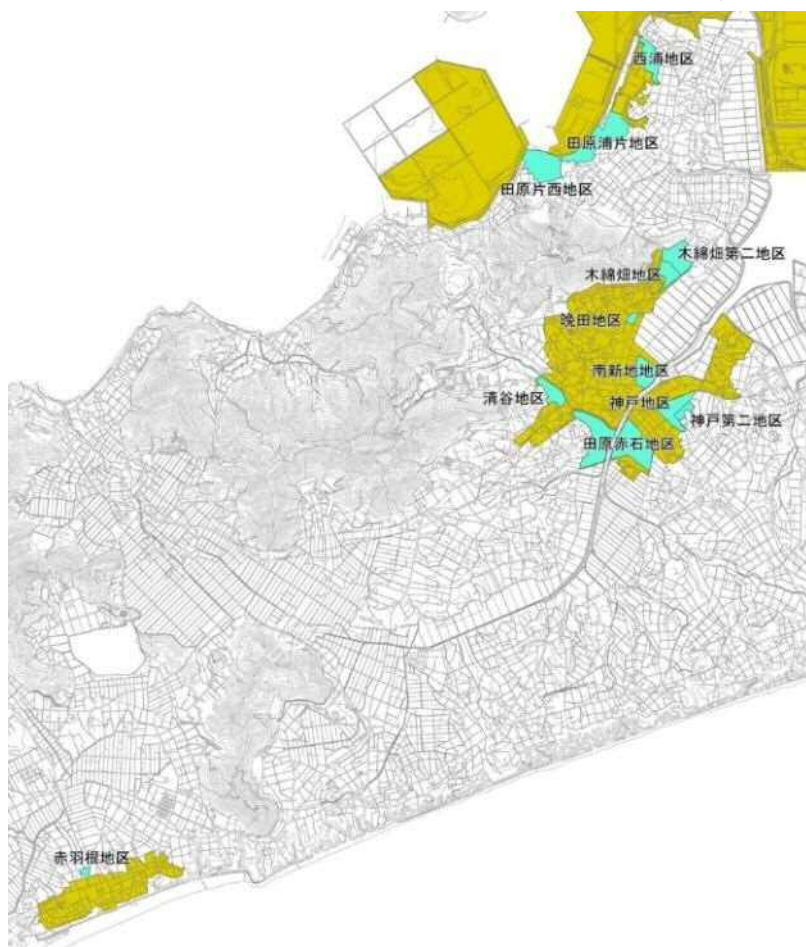 西浦地区
田原浦片地区
田原片西地区
木綿畑第二地区
木綿畑地区
晩田地区
南新地地区
清谷地区
神戸地区
神戸第二地区
田原赤石地区
赤羽根地区